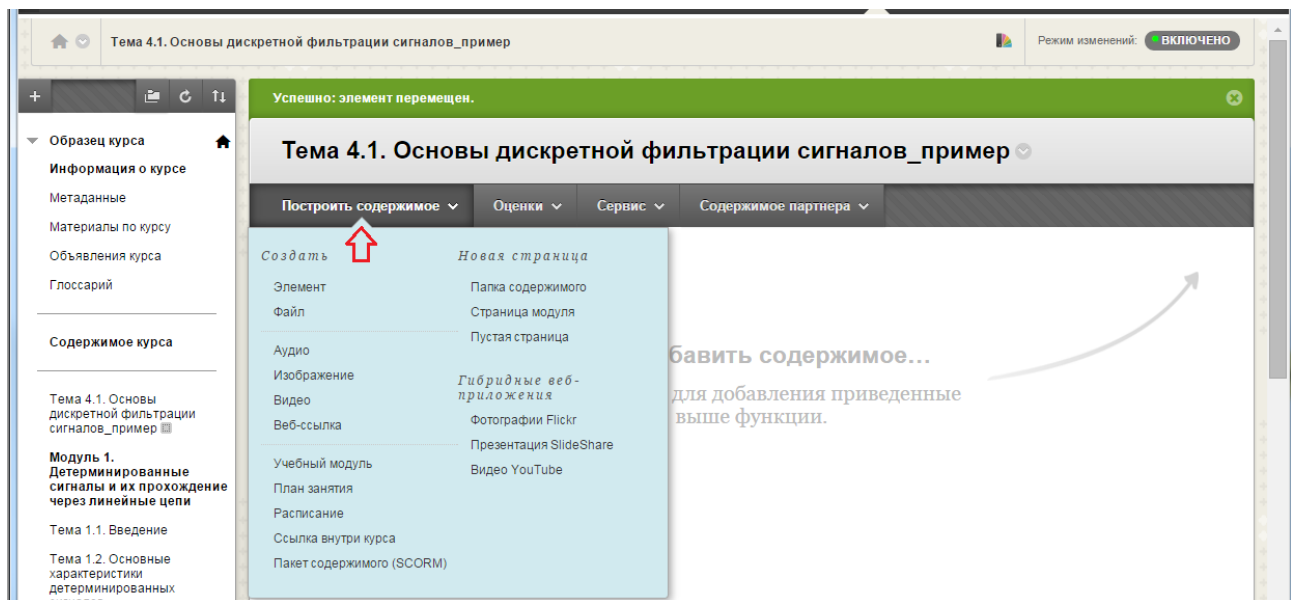 Тема 4.1. Основы дискретной фильтрации сигналов_пример
Режим изменений:
ВКЛЮЧЕНО
Образец курса
Информация о курсе
Метаданные
Материалы по курсу
Объявления курса
Глоссарий
Содержимое курса
Тема 4.1. Основы
дискретной фильтрации
сигналов_пример
Модуль 1.
Детерминированные
сигналы и их прохождение
через линейные цепи
Тема 1.1. Введение
Тема 1.2. Основные
характеристики
детерминированных
Успешно: элемент перемещен.
Тема 4.1. Основы дискретной фильтрации сигналов_пример
Построить содержимое
Оценки
Сервис
Содержимое партнера
Создать
Элемент
Файл
Аудио
Изображение
Видео
Веб-ссылка
Учебный модуль
План занятия
Расписание
Ссылка внутри курса
Пакет содержимого (SCORM)
Новая страница
Папка содержимого
Страница модуля
Пустая страница
Гибридные веб-
приложения
Фотографии Flickr
Презентация SlideShare
Видео YouTube
бавить содержимое...
для добавления приведенные
выше функции.